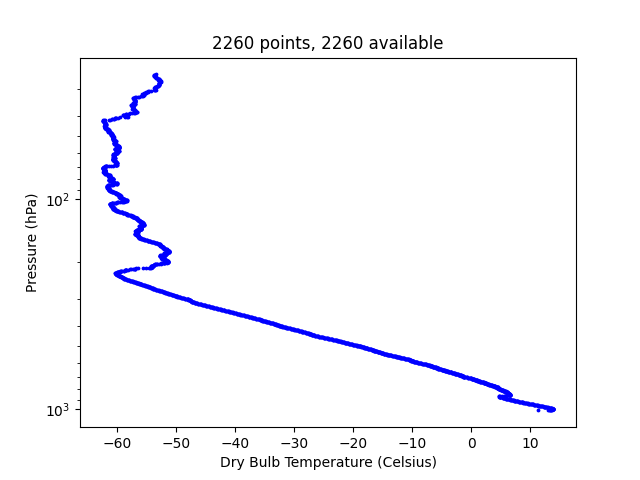 2260 points, 2260 available
Pressure (hPa)
10²
10³
−60 −50 −40 −30 −20 −10 0 10
Dry Bulb Temperature (Celsius)